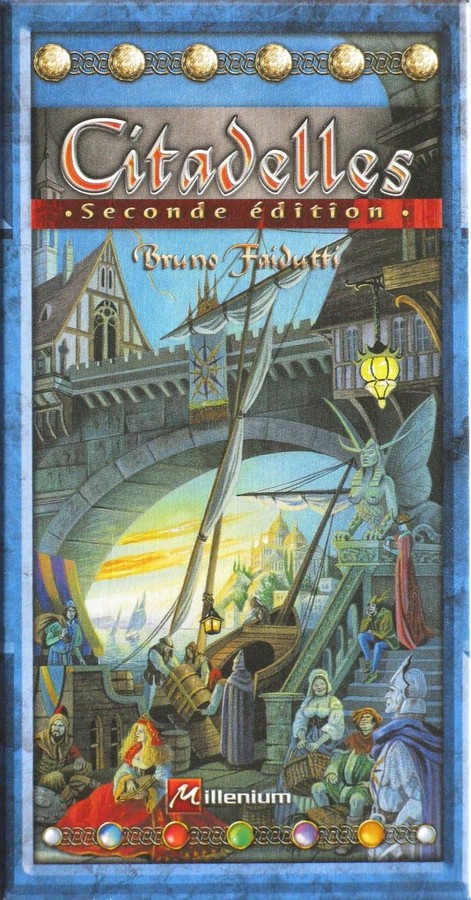 Citadelles
• Seconde édition •
Bruno Faidutti
Millenium